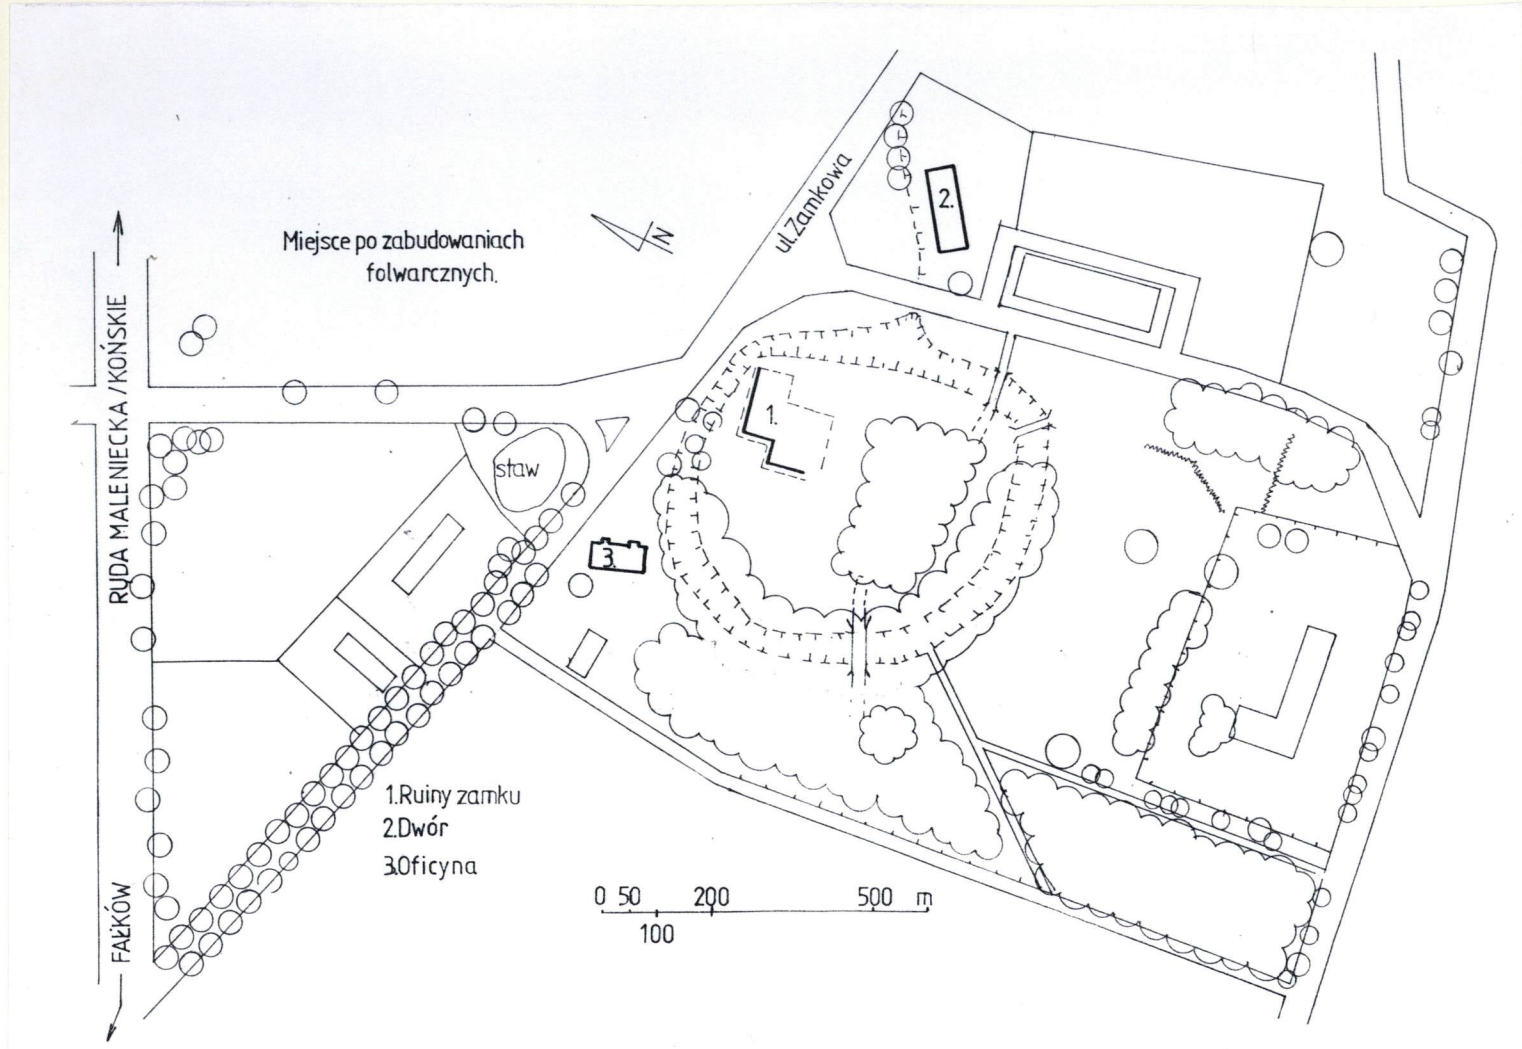 ul. Zamkowa
2.
Miejsce po zabudowaniach
folwarcznych.
N
RUDA MALENIECKA / KOŃSKIE
1.
staw
3.
1.Ruiny zamku
2.Dwór
3.Oficyna
FAŁKÓW
0 50 200 500 m
100